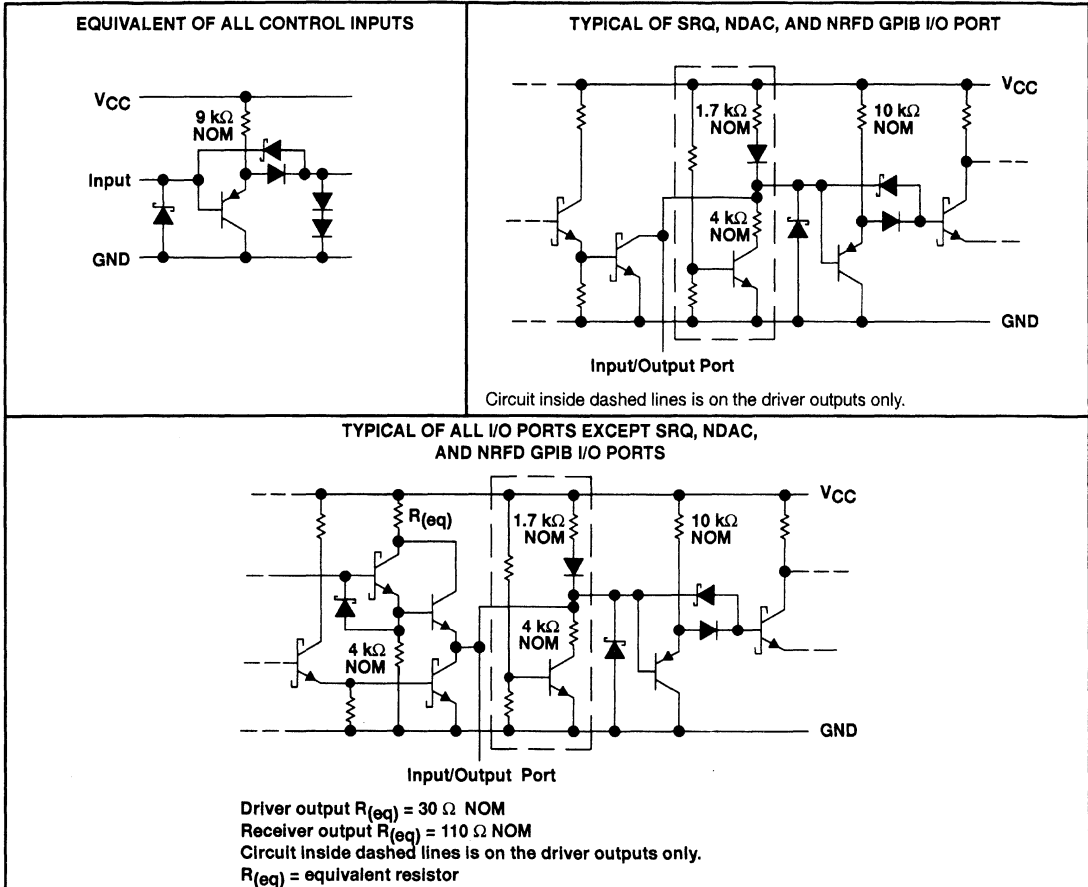 EQUIVALENT OF ALL CONTROL INPUTS
VCC
9 kΩ
NOM
Input
GND
TYPICAL OF SRQ, NDAC, AND NRFD GPIB I/O PORT
VCC
1.7 kΩ
NOM
10 kΩ
NOM
4 kΩ
NOM
GND
Input/Output Port
Circuit inside dashed lines is on the driver outputs only.
TYPICAL OF ALL I/O PORTS EXCEPT SRQ, NDAC,
AND NRFD GPIB I/O PORTS
VCC
R(eq)
1.7 kΩ
NOM
10 kΩ
NOM
4 kΩ
NOM
4 kΩ
NOM
GND
Input/Output Port
Driver output R(eq) = 30 Ω NOM
Receiver output R(eq) = 110 Ω NOM
Circuit inside dashed lines is on the driver outputs only.
R(eq) = equivalent resistor